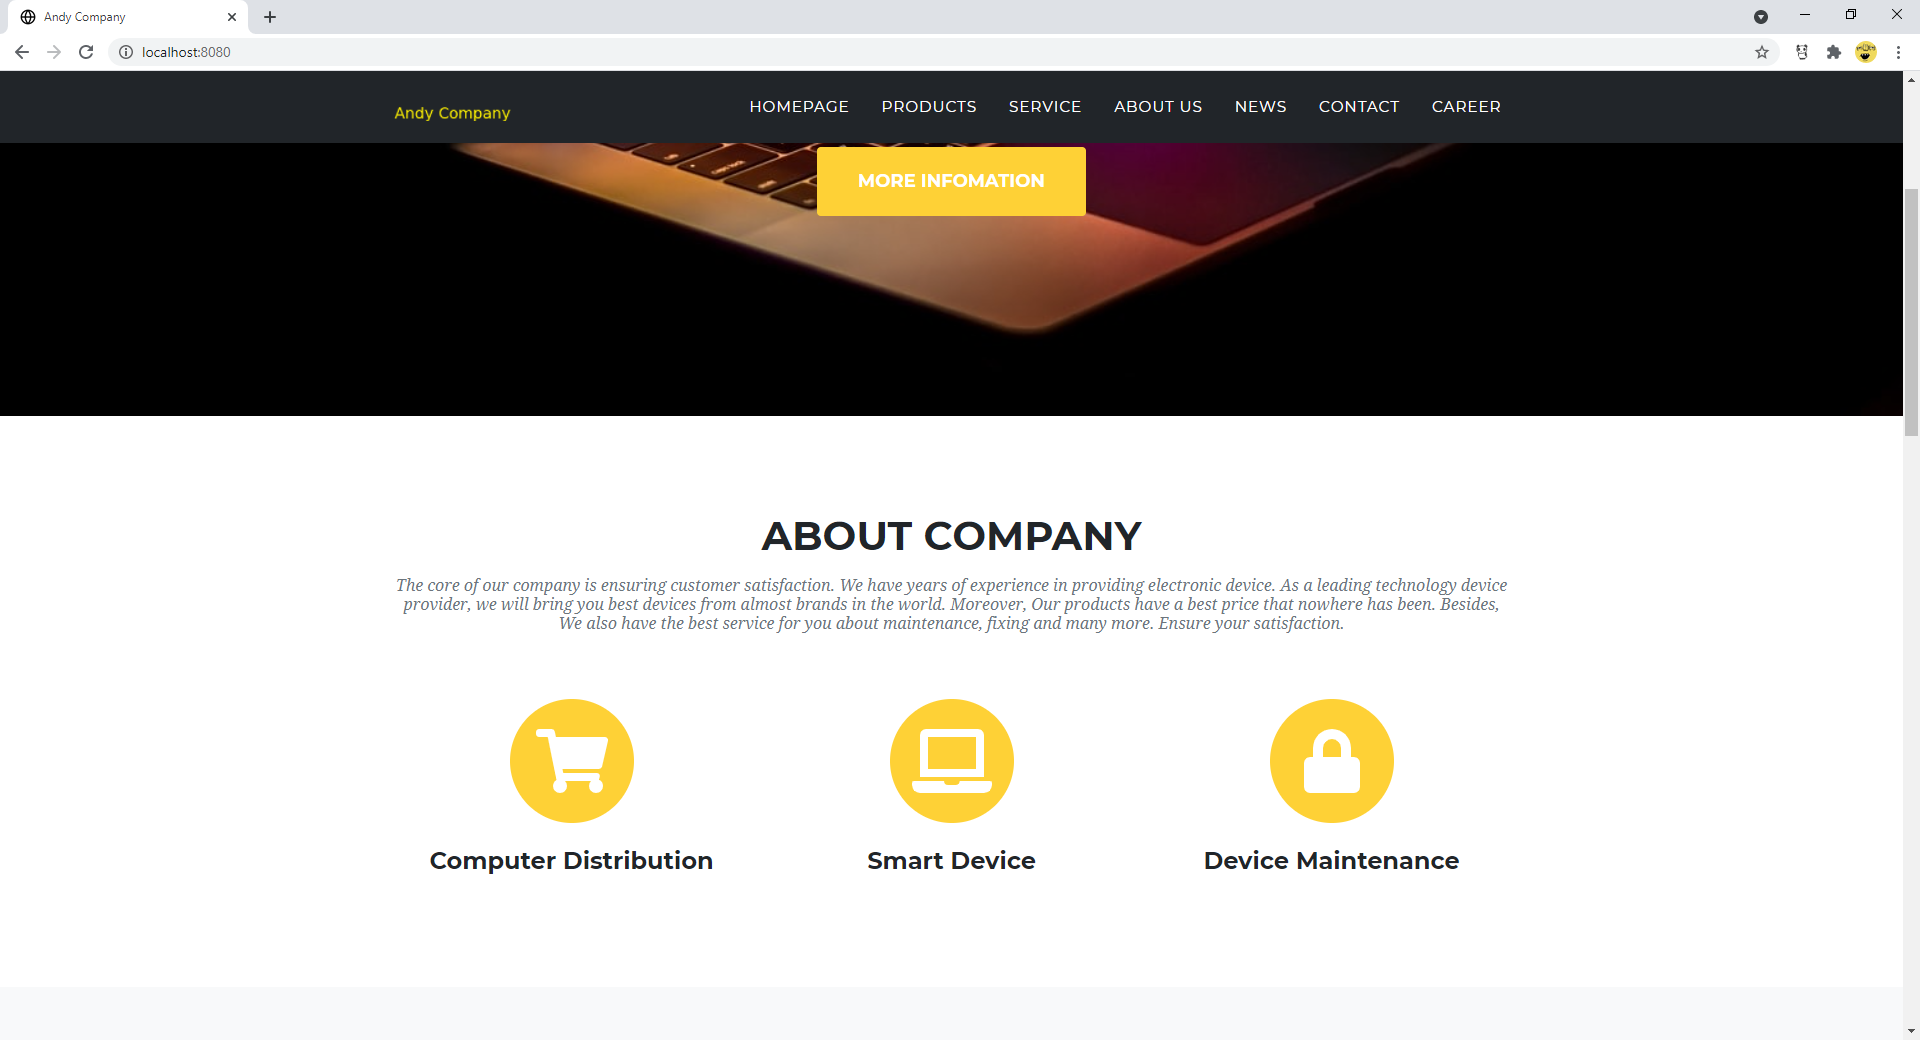 Andy Company
localhost:8080
Andy Company
HOMEPAGE PRODUCTS SERVICE ABOUT US NEWS CONTACT CAREER
MORE INFOMATION
ABOUT COMPANY
The core of our company is ensuring customer satisfaction. We have years of experience in providing electronic device. As a leading technology device
provider, we will bring you best devices from almost brands in the world. Moreover, Our products have a best price that nowhere has been. Besides,
We also have the best service for you about maintenance, fixing and many more. Ensure your satisfaction.
Computer Distribution
Smart Device
Device Maintenance